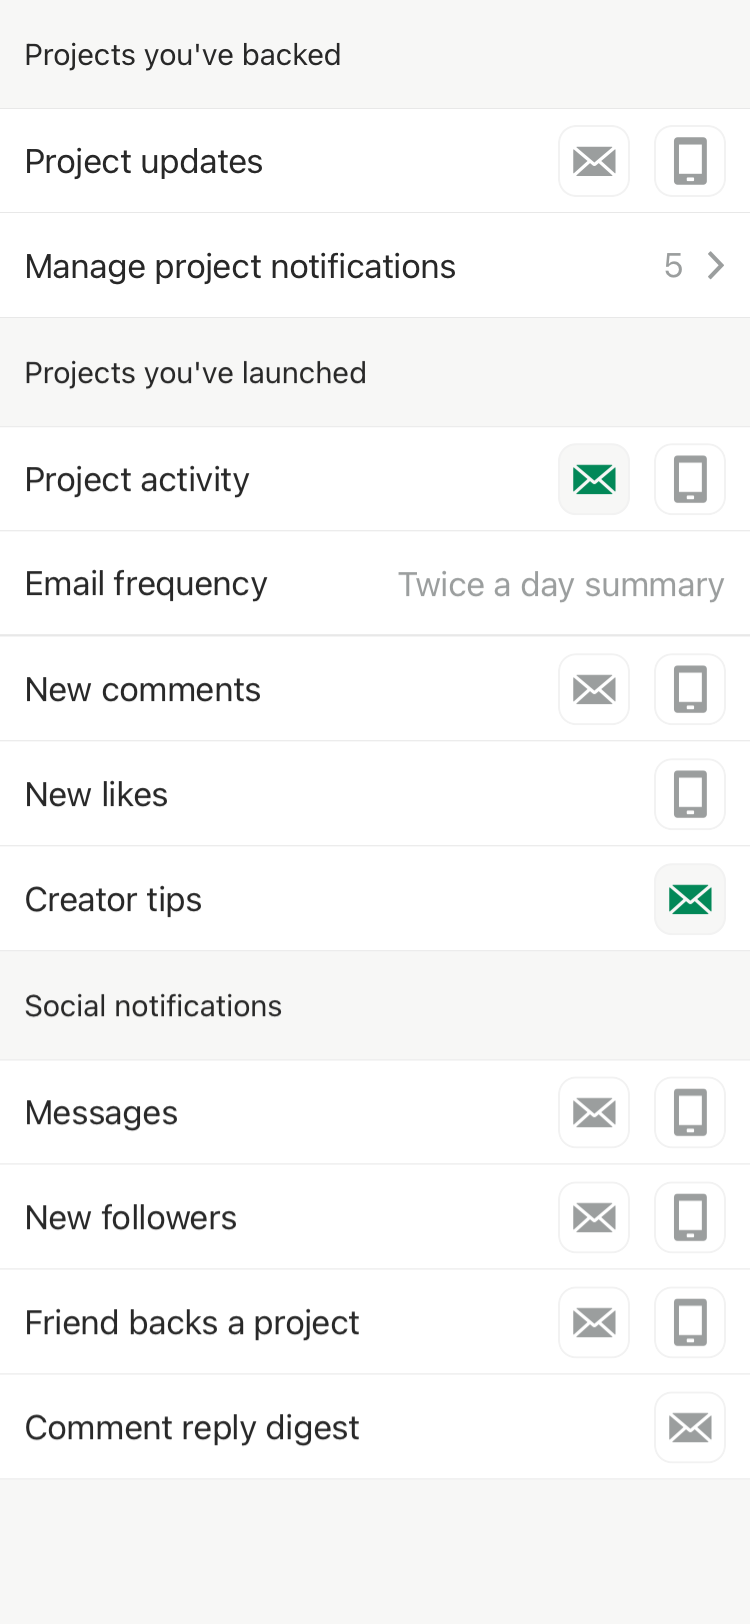 Projects you've backed
Project updates
Manage project notifications 5
Projects you've launched
Project activity
Email frequency Twice a day summary
New comments
New likes
Creator tips
Social notifications
Messages
New followers
Friend backs a project
Comment reply digest